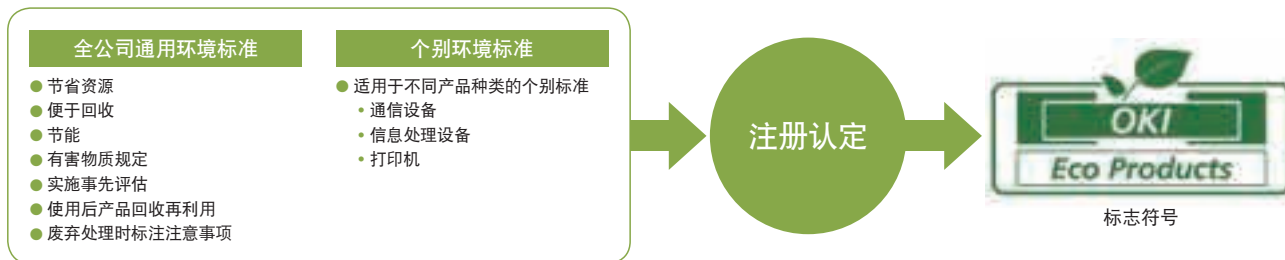 全公司通用环境标准
● 节省资源
● 便于回收
● 节能
● 有害物质规定
● 实施事先评估
● 使用后产品回收再利用
● 废弃处理时标注注意事项
个别环境标准
● 适用于不同产品种类的个别标准
• 通信设备
• 信息处理设备
• 打印机
注册认定
OKI
Eco Products
标志符号